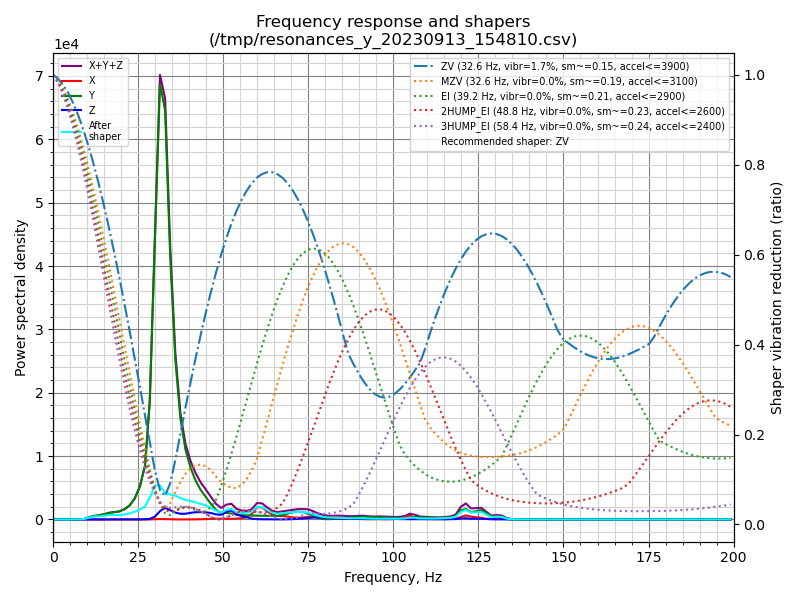 Frequency response and shapers
(/tmp/resonances_y_20230913_154810.csv)
1e4
X+Y+Z
X
Y
Z
After
shaper
ZV (32.6 Hz, vibr=1.7%, sm~=0.15, accel<=3900)
MZV (32.6 Hz, vibr=0.0%, sm~=0.19, accel<=3100)
EI (39.2 Hz, vibr=0.0%, sm~=0.21, accel<=2900)
2HUMP_EI (48.8 Hz, vibr=0.0%, sm~=0.23, accel<=2600)
3HUMP_EI (58.4 Hz, vibr=0.0%, sm~=0.24, accel<=2400)
Recommended shaper: ZV
7
6
5
4
3
2
1
0
Power spectral density
1.0
0.8
0.6
0.4
0.2
0.0
Shaper vibration reduction (ratio)
0 25 50 75 100 125 150 175 200
Frequency, Hz